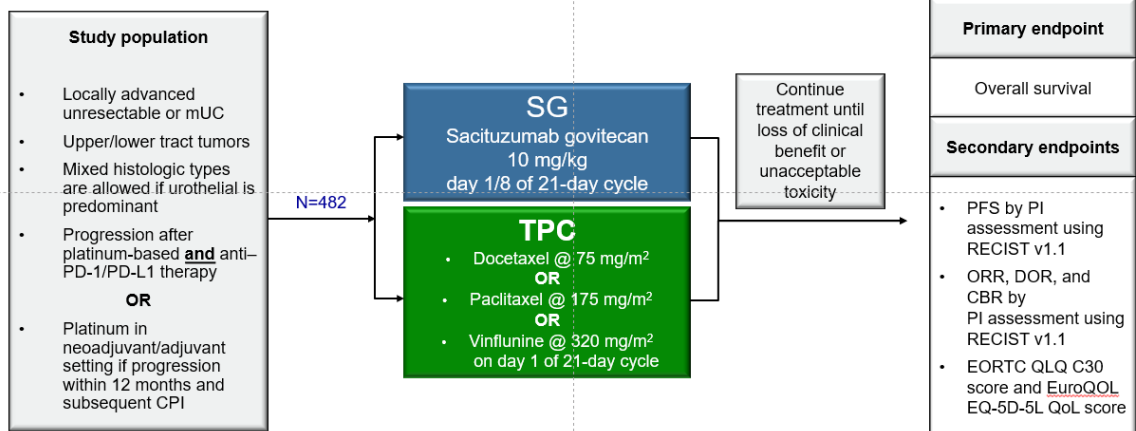 Study population
• Locally advanced
unresectable or mUC
• Upper/lower tract tumors
• Mixed histologic types
are allowed if urothelial is
predominant
• Progression after
platinum-based and anti–
PD-1/PD-L1 therapy
OR
• Platinum in
neoadjuvant/adjuvant
setting if progression
within 12 months and
subsequent CPI
N=482
SG
Sacituzumab govitecan
10 mg/kg
day 1/8 of 21-day cycle
TPC
• Docetaxel @ 75 mg/m²
OR
• Paclitaxel @ 175 mg/m²
OR
• Vinflunine @ 320 mg/m²
on day 1 of 21-day cycle
Continue
treatment until
loss of clinical
benefit or
unacceptable
toxicity
Primary endpoint
Overall survival
Secondary endpoints
• PFS by PI
assessment using
RECIST v1.1
• ORR, DOR, and
CBR by
PI assessment using
RECIST v1.1
• EORTC QLQ C30
score and EuroQOL
EQ-5D-5L QoL score